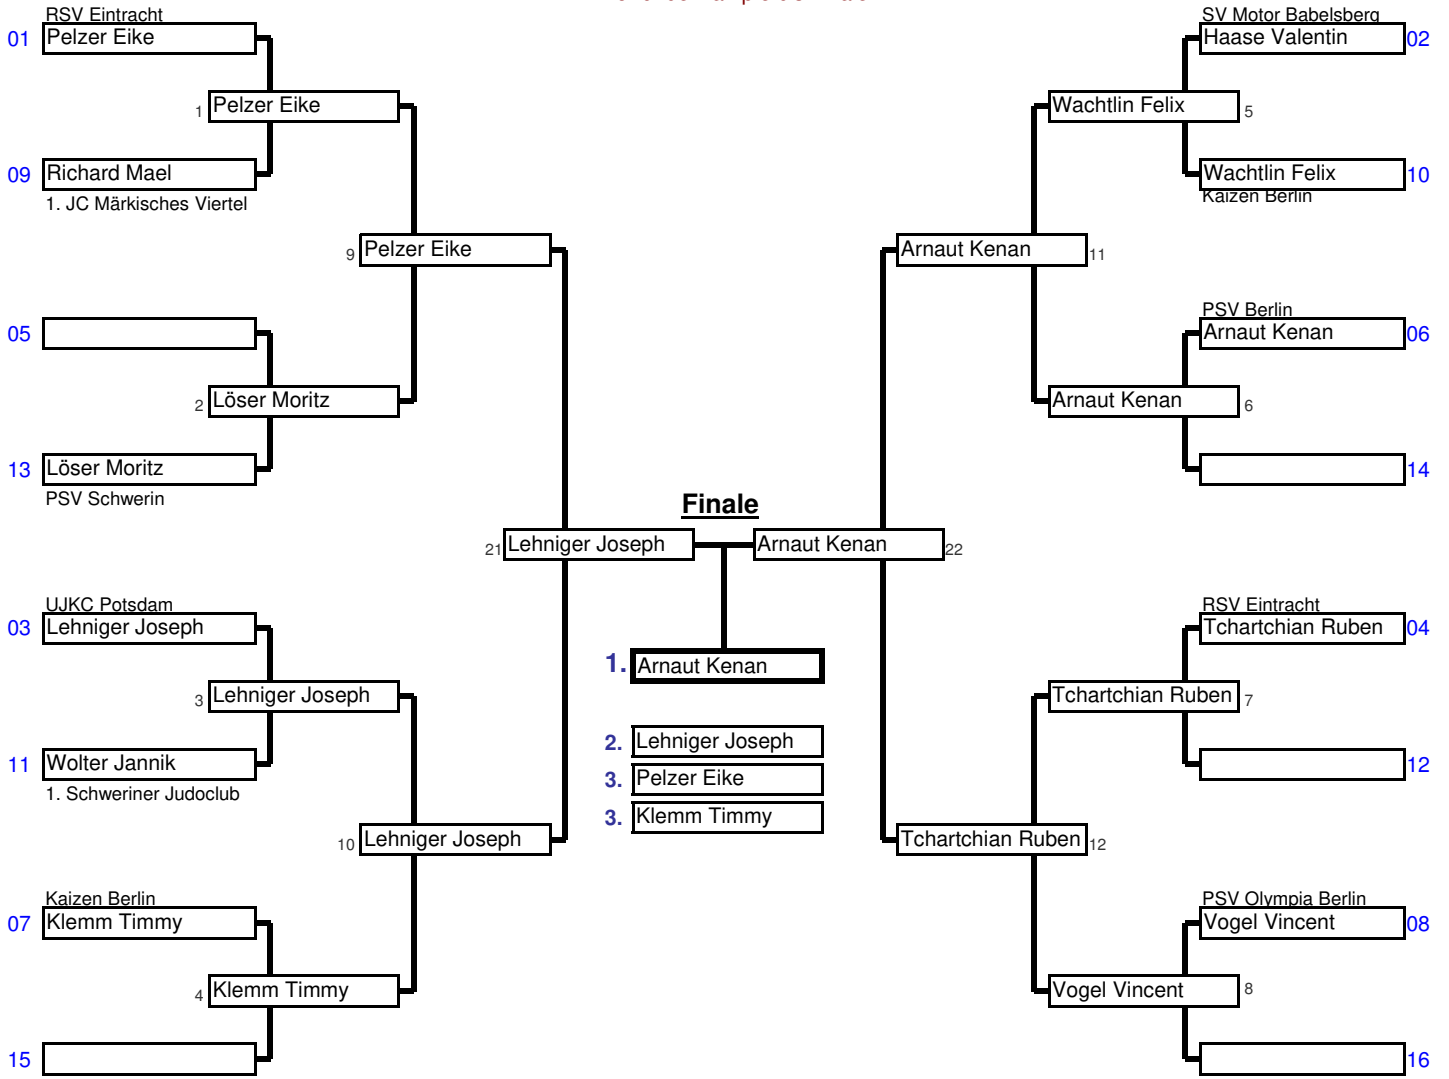 RSV Eintracht
01 Pelzer Eike
1 Pelzer Eike
09 Richard Mael
1. JC Märkisches Viertel
9 Pelzer Eike
05
2 Löser Moritz
13 Löser Moritz
PSV Schwerin
21 Lehniger Joseph
UJKC Potsdam
03 Lehniger Joseph
3 Lehniger Joseph
11 Wolter Jannik
1. Schweriner Judoclub
10 Lehniger Joseph
Kaizen Berlin
07 Klemm Timmy
4 Klemm Timmy
15
Finale
1. Arnaut Kenan
2. Lehniger Joseph
3. Pelzer Eike
3. Klemm Timmy
SV Motor Babelsberg
Haase Valentin 02
Wachtlin Felix 5
Wachtlin Felix 10
Kaizen Berlin
Arnaut Kenan 11
PSV Berlin
Arnaut Kenan 06
Arnaut Kenan 6
14
Arnaut Kenan 22
RSV Eintracht
Tchartchian Ruben 04
Tchartchian Ruben 7
12
Tchartchian Ruben 12
PSV Olympia Berlin
Vogel Vincent 08
Vogel Vincent 8
16